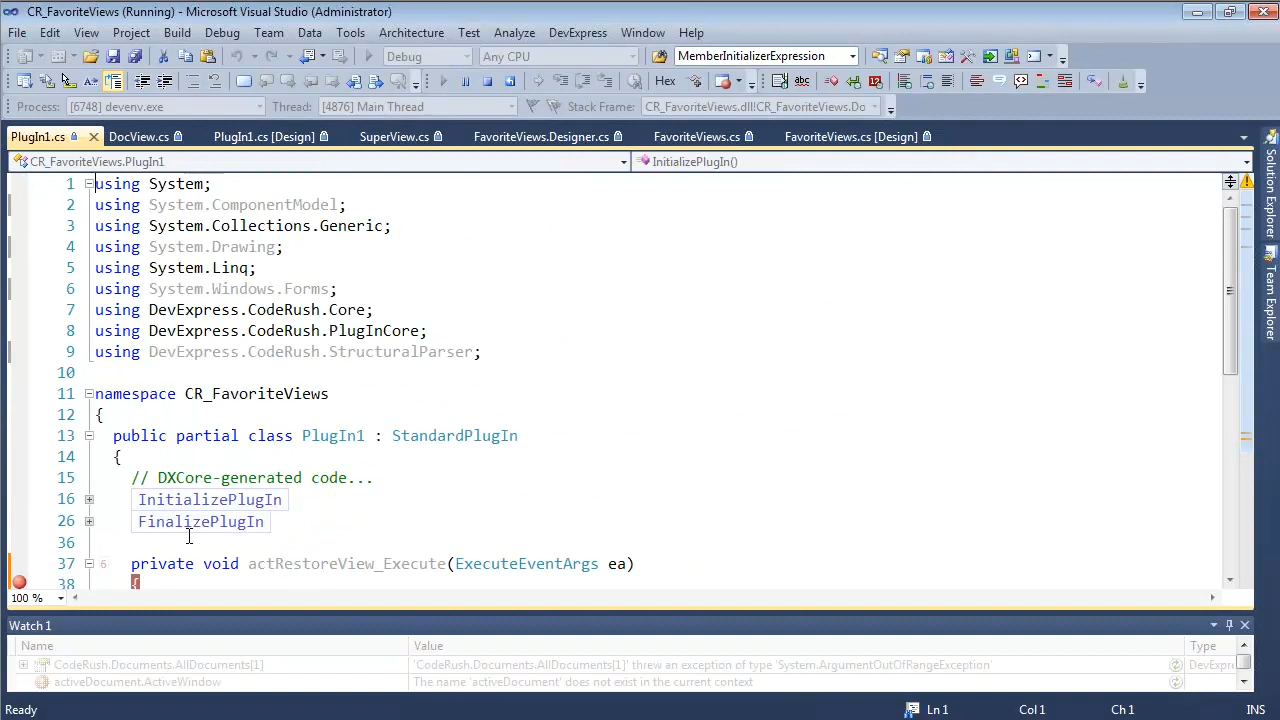 CR_FavoriteViews (Running) - Microsoft Visual Studio (Administrator)
File Edit View Project Build Debug Team Data Tools Architecture Test Analyze DevExpress Window Help
Debug Any CPU MemberInitializerExpression
Hex
Process: [6748] devenv.exe Thread: [4876] Main Thread Stack Frame: CR_FavoriteViews.dll!CR_FavoriteViews.Do
PlugIn1.cs DocView.cs PlugIn1.cs [Design] SuperView.cs FavoriteViews.Designer.cs FavoriteViews.cs FavoriteViews.cs [Design]
CR_FavoriteViews.PlugIn1 InitializePlugIn()
1 using System;
2 using System.ComponentModel;
3 using System.Collections.Generic;
4 using System.Drawing;
5 using System.Linq;
6 using System.Windows.Forms;
7 using DevExpress.CodeRush.Core;
8 using DevExpress.CodeRush.PlugInCore;
9 using DevExpress.CodeRush.StructuralParser;
10
11 namespace CR_FavoriteViews
12 {
13 public partial class PlugIn1 : StandardPlugIn
14 {
15 // DXCore-generated code...
16 InitializePlugIn
26 FinalizePlugIn
36
37 6 private void actRestoreView_Execute(ExecuteEventArgs ea)
38 {
100 %
Solution Explorer
Team Explorer
Watch 1
Name Value Type
CodeRush.Documents.AllDocuments[1] 'CodeRush.Documents.AllDocuments[1]' threw an exception of type 'System.ArgumentOutOfRangeException' DevExpre
activeDocument.ActiveWindow The name 'activeDocument' does not exist in the current context
Ready Ln 1 Col 1 Ch 1 INS